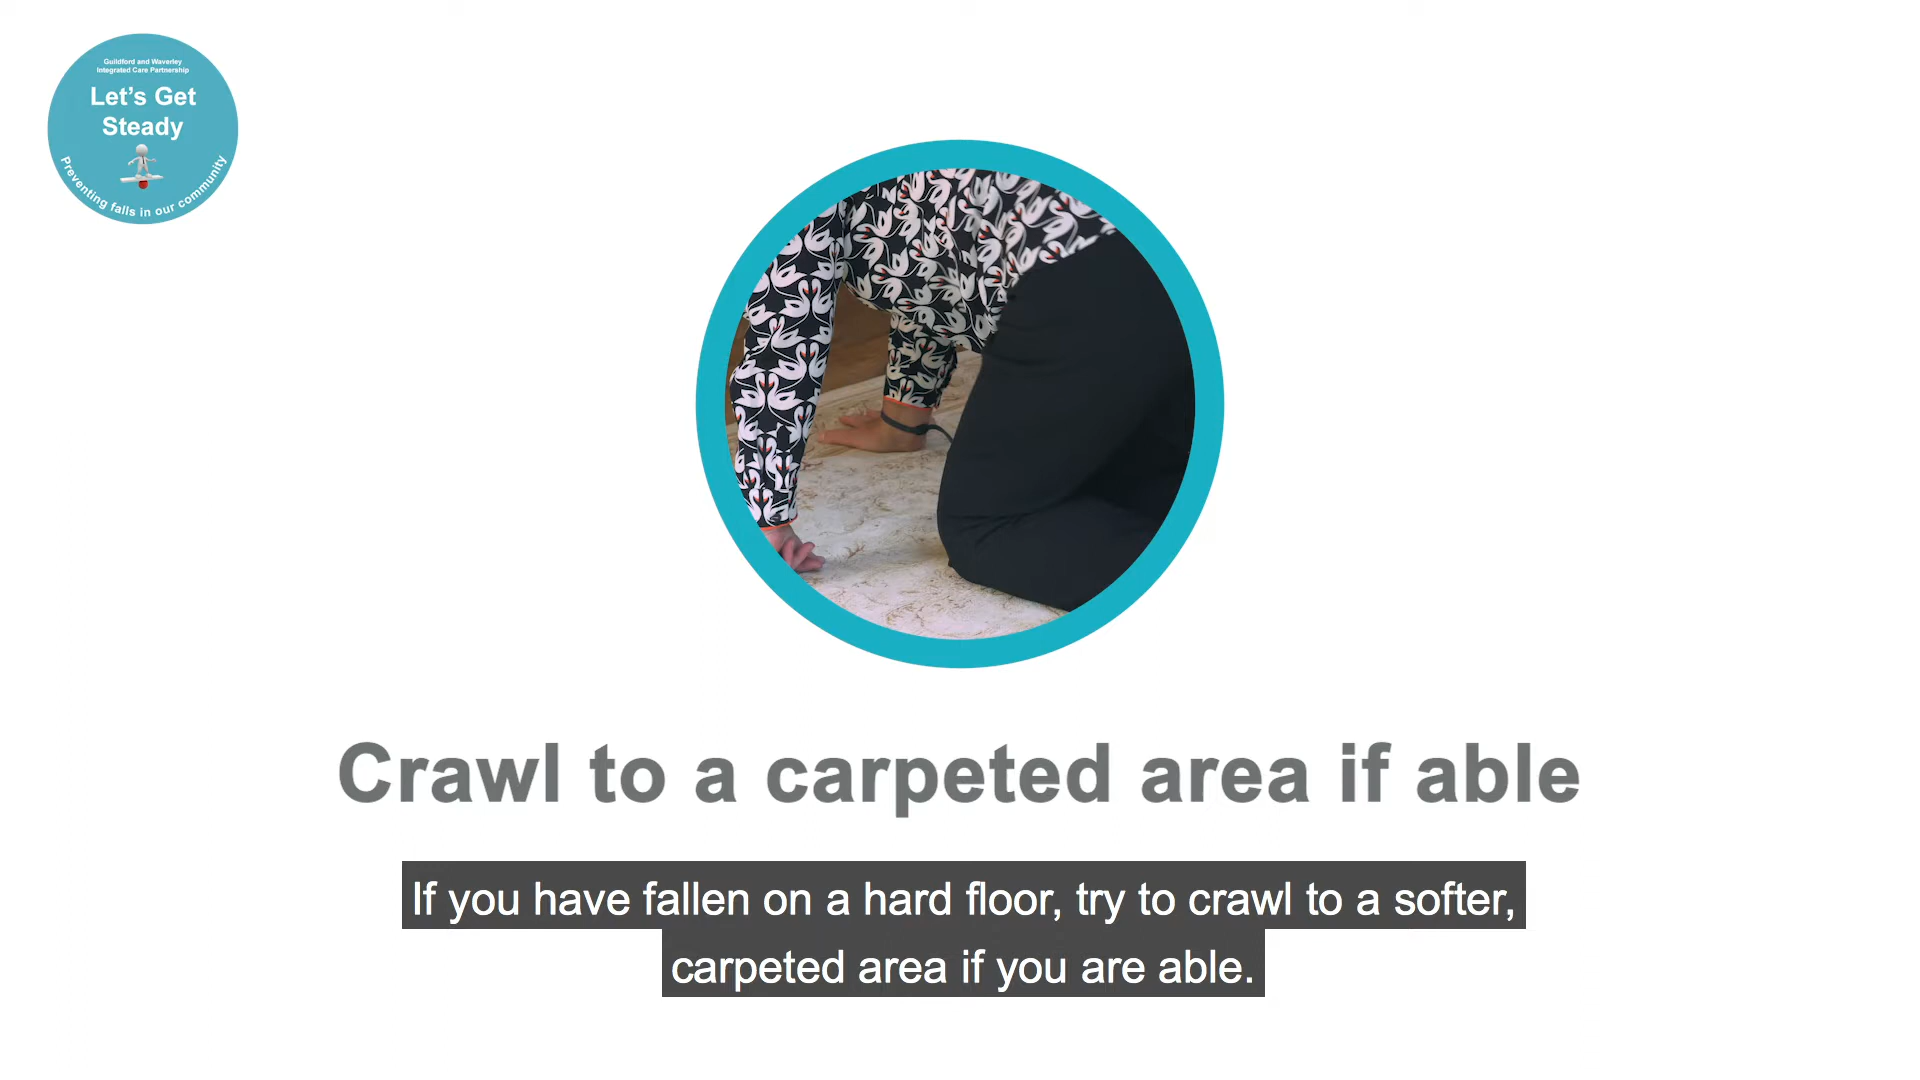 Guildford and Waverley
Integrated Care Partnership
Let's Get
Steady
Preventing falls in our community
Crawl to a carpeted area if able
If you have fallen on a hard floor, try to crawl to a softer,
carpeted area if you are able.